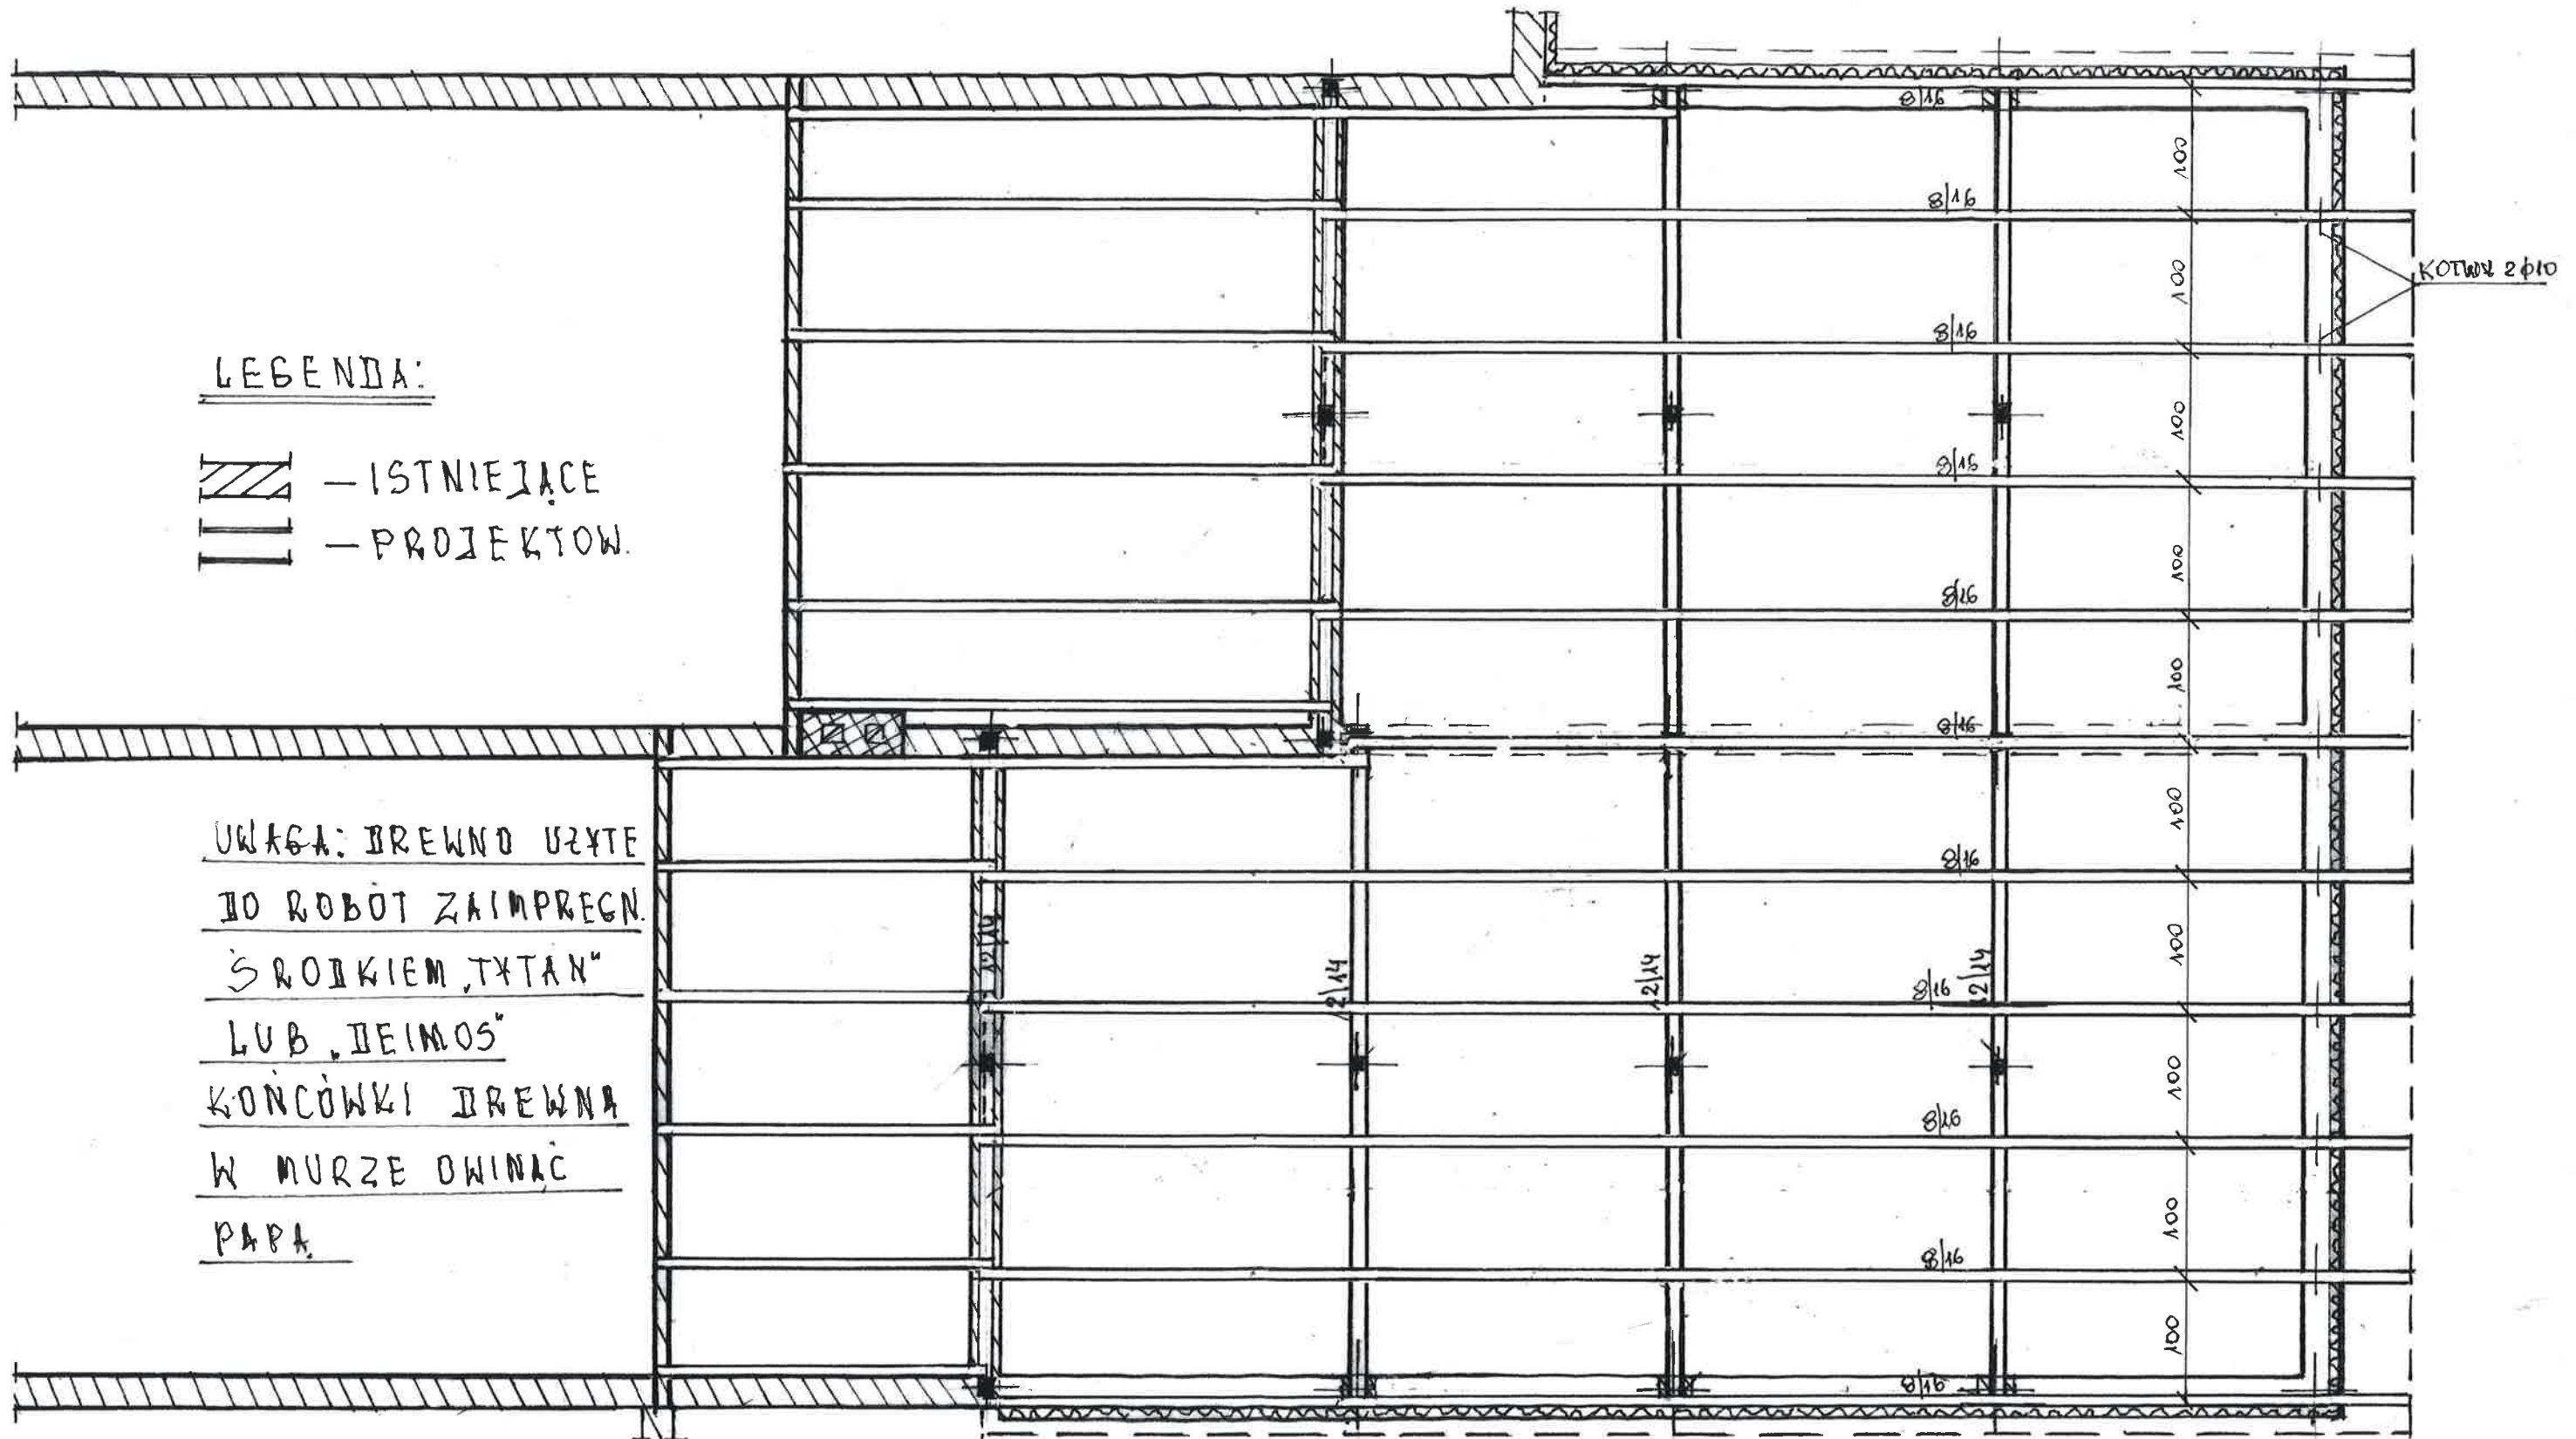 LEGENDA:
— ISTNIEJĄCE
— PROJEKTOW.
UWAGA: DREWNO UŻYTE
DO ROBÓT ZAIMPREGN.
ŚRODKIEM „TYTAN"
LUB „DEIMOS"
KOŃCÓWKI DREWNA
W MURZE OWINĄĆ
PAPĄ.
8/16
8/16
8/16
8/16
8/16
8/16
8/16
8/16
8/16
8/16
8/16
12/14
12/14
12/14
12/14
100
100
100
100
100
100
100
100
100
100
KOTWY 2ϕ10